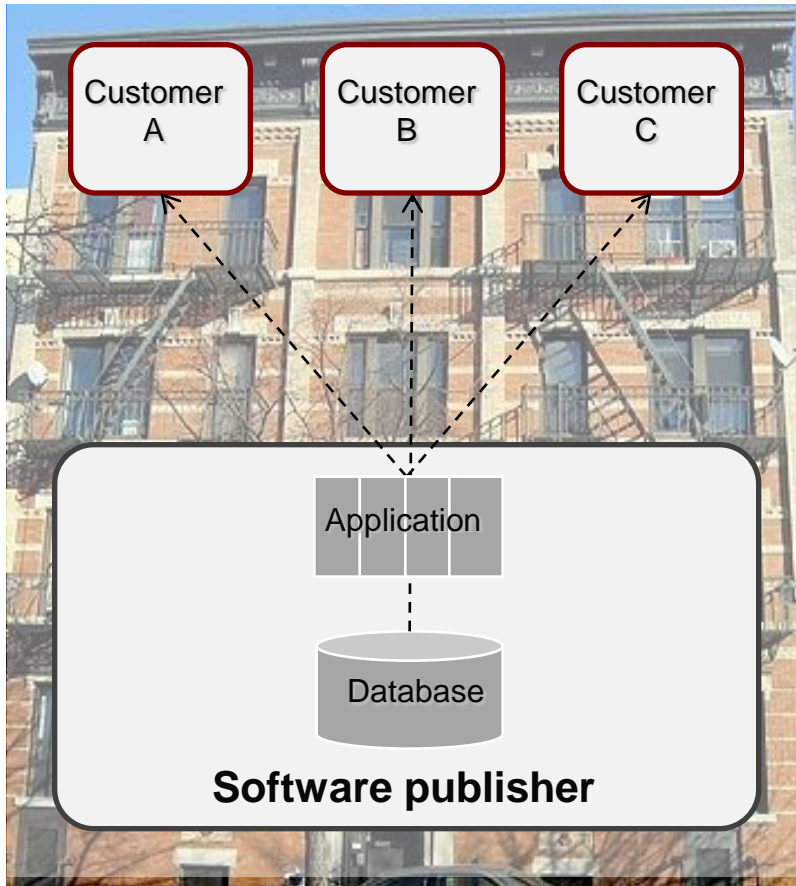 Customer
A
Customer
B
Customer
C
Application
Database
Software publisher